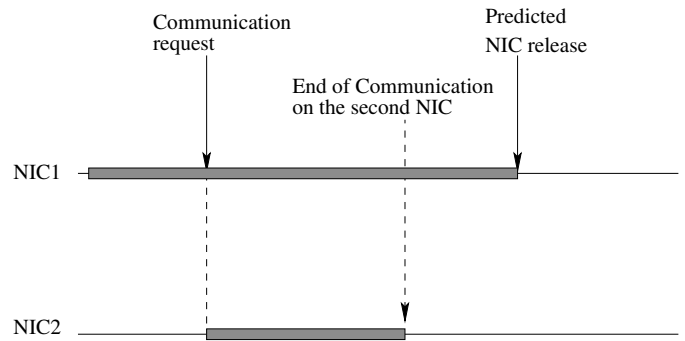 Communication
request
Predicted
NIC release
End of Communication
on the second NIC
NIC1
NIC2